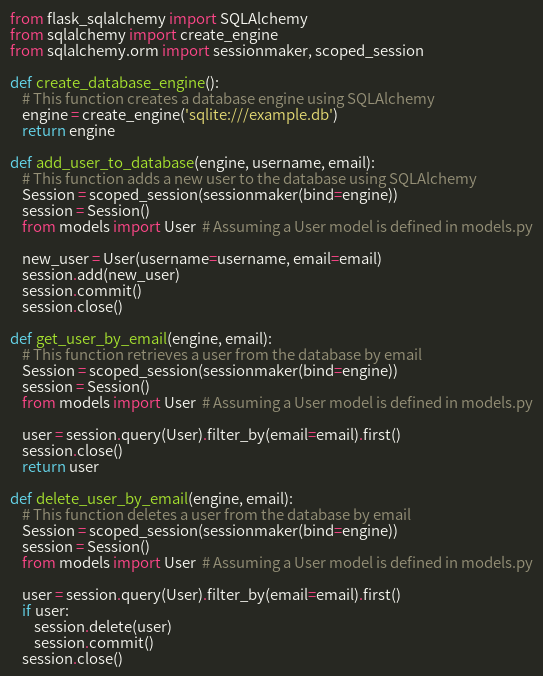 from flask_sqlalchemy import SQLAlchemy
from sqlalchemy import create_engine
from sqlalchemy.orm import sessionmaker, scoped_session

def create_database_engine():
    # This function creates a database engine using SQLAlchemy
    engine = create_engine('sqlite:///example.db')
    return engine

def add_user_to_database(engine, username, email):
    # This function adds a new user to the database using SQLAlchemy
    Session = scoped_session(sessionmaker(bind=engine))
    session = Session()
    from models import User  # Assuming a User model is defined in models.py

    new_user = User(username=username, email=email)
    session.add(new_user)
    session.commit()
    session.close()

def get_user_by_email(engine, email):
    # This function retrieves a user from the database by email
    Session = scoped_session(sessionmaker(bind=engine))
    session = Session()
    from models import User  # Assuming a User model is defined in models.py

    user = session.query(User).filter_by(email=email).first()
    session.close()
    return user

def delete_user_by_email(engine, email):
    # This function deletes a user from the database by email
    Session = scoped_session(sessionmaker(bind=engine))
    session = Session()
    from models import User  # Assuming a User model is defined in models.py

    user = session.query(User).filter_by(email=email).first()
    if user:
        session.delete(user)
        session.commit()
    session.close()